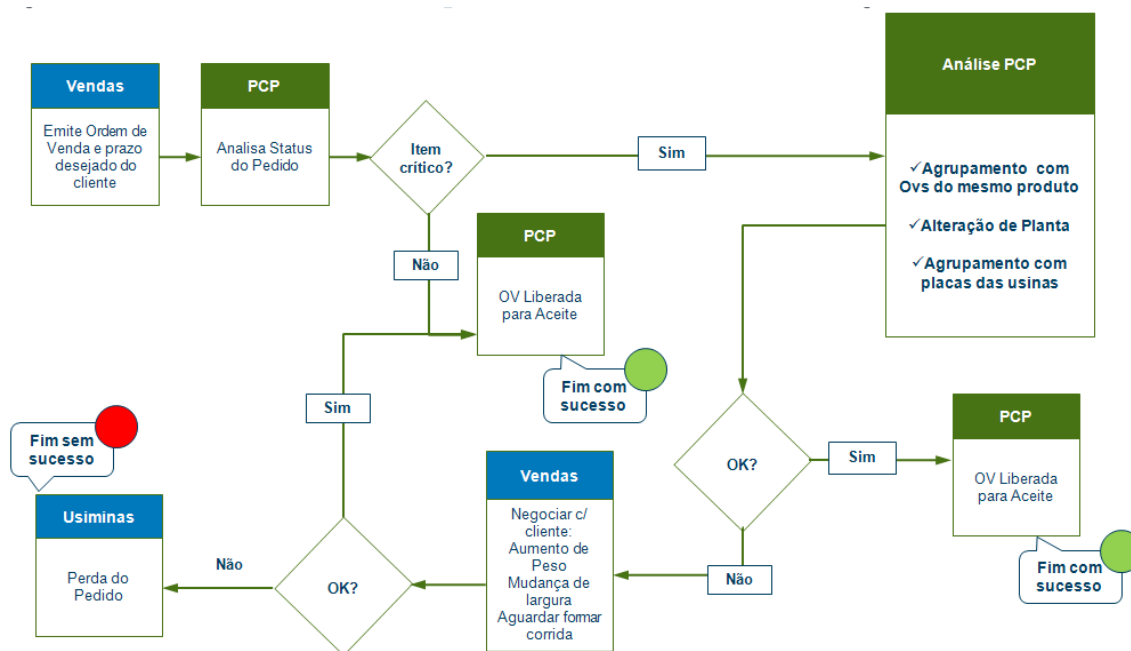 Vendas
Emite Ordem de
Venda e prazo
desejado do
cliente
PCP
Analisa Status
do Pedido
Item
crítico?
Sim
Análise PCP
✓Agrupamento com
Ovs do mesmo produto
✓Alteração de Planta
✓Agrupamento com
placas das usinas
Não
PCP
OV Liberada
para Aceite
Fim com
sucesso
Sim
Fim sem
sucesso
Usiminas
Perda do
Pedido
Não
OK?
Vendas
Negociar c/
cliente:
Aumento de
Peso
Mudança de
largura
Aguardar formar
corrida
OK?
Não
Sim
PCP
OV Liberada
para Aceite
Fim com
sucesso